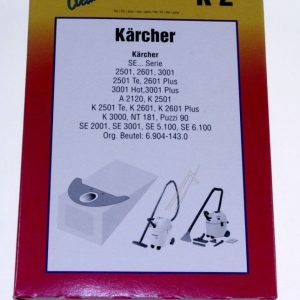 K 2
Kärcher
Kärcher
SE... Serie
2501, 2601, 3001
2501 Te, 2601 Plus
3001 Hot,3001 Plus
A 2120, K 2501
K 2501 Te, K 2601, K 2601 Plus
K 3000, NT 181, Puzzi 90
SE 2001, SE 3001, SE 5.100, SE 6.100
Org. Beutel: 6.904-143.0